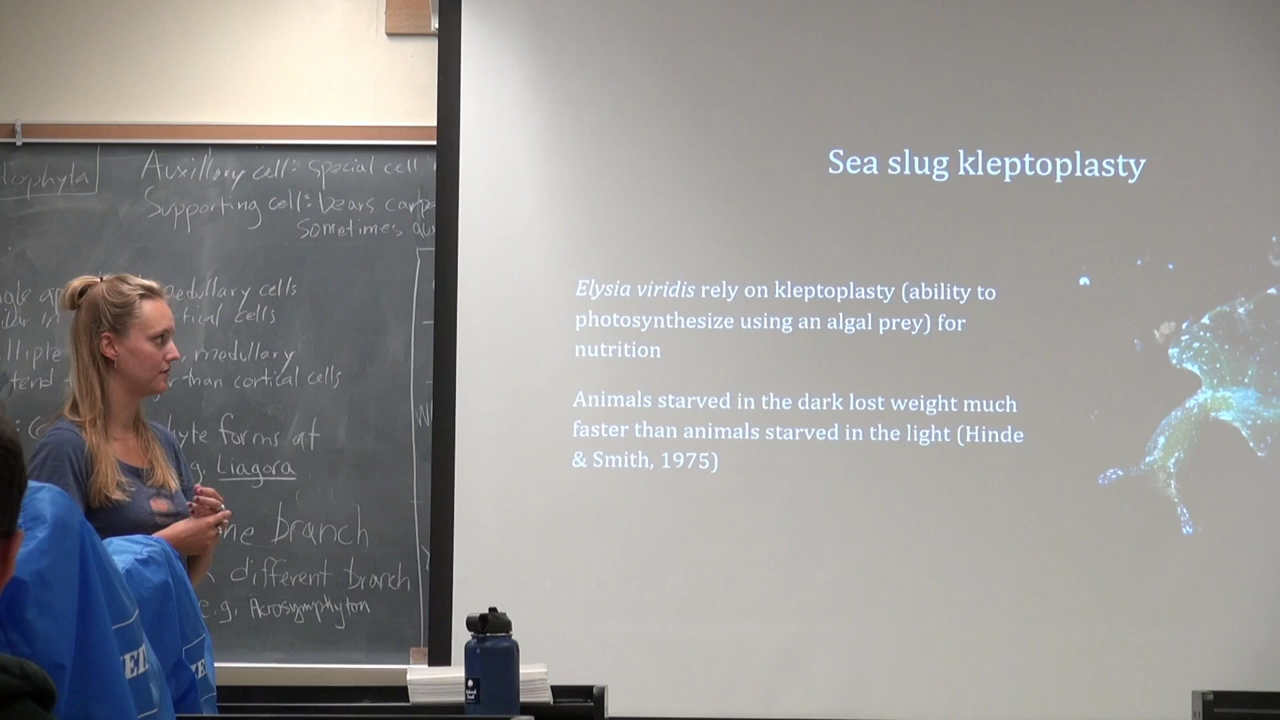 Auxillary cell: special cell
Supporting cell: bears
sometimes
medullary cells
cells
medullary
than cortical cells
forms at
Liagora
branch
different branch
e.g. Acrosymphyton
Sea slug kleptoplasty
Elysia viridis rely on kleptoplasty (ability to
photosynthesize using an algal prey) for
nutrition
Animals starved in the dark lost weight much
faster than animals starved in the light (Hinde
& Smith, 1975)